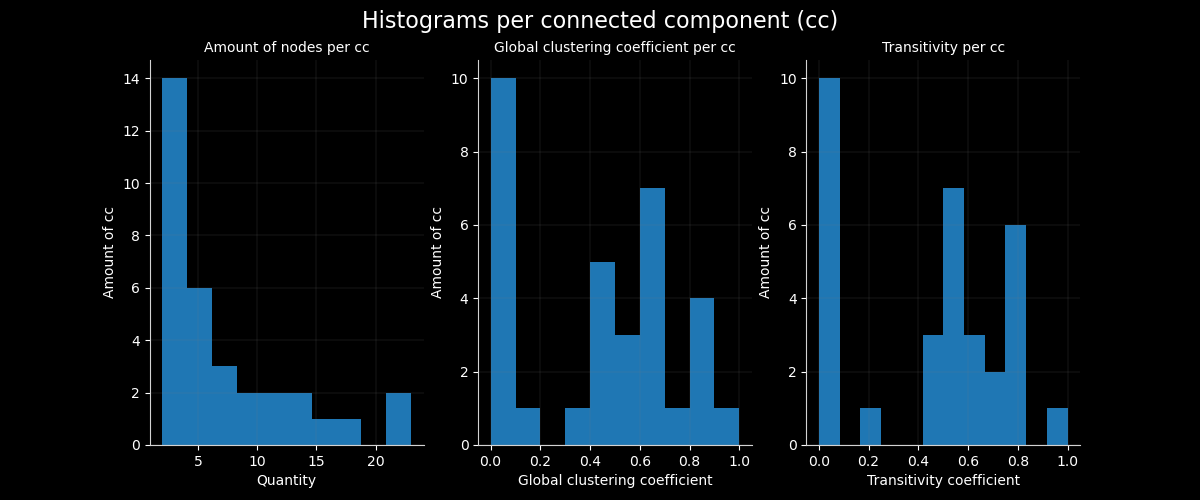 Histograms per connected component (cc)
Amount of nodes per cc
Amount of cc
14
12
10
8
6
4
2
0
5 10 15 20
Quantity
Global clustering coefficient per cc
Amount of cc
10
8
6
4
2
0
0.0 0.2 0.4 0.6 0.8 1.0
Global clustering coefficient
Transitivity per cc
Amount of cc
10
8
6
4
2
0
0.0 0.2 0.4 0.6 0.8 1.0
Transitivity coefficient